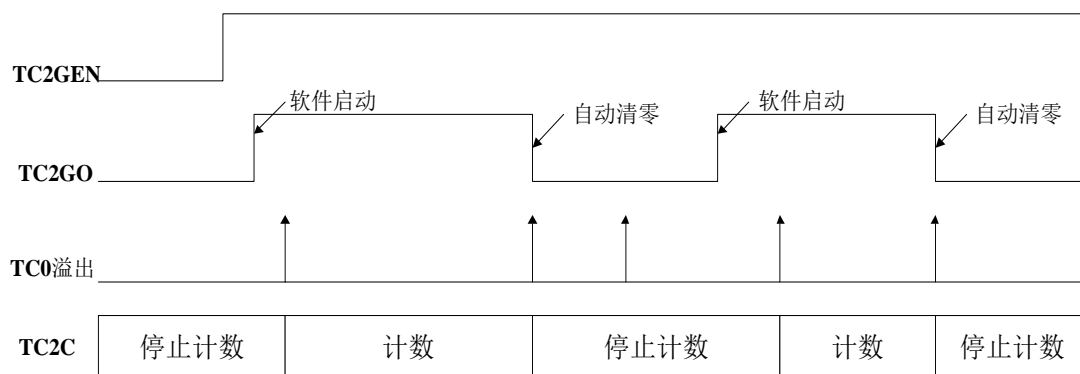 TC2GEN
软件启动 自动清零 软件启动 自动清零
TC2GO
TC0溢出
TC2C 停止计数 计数 停止计数 计数 停止计数